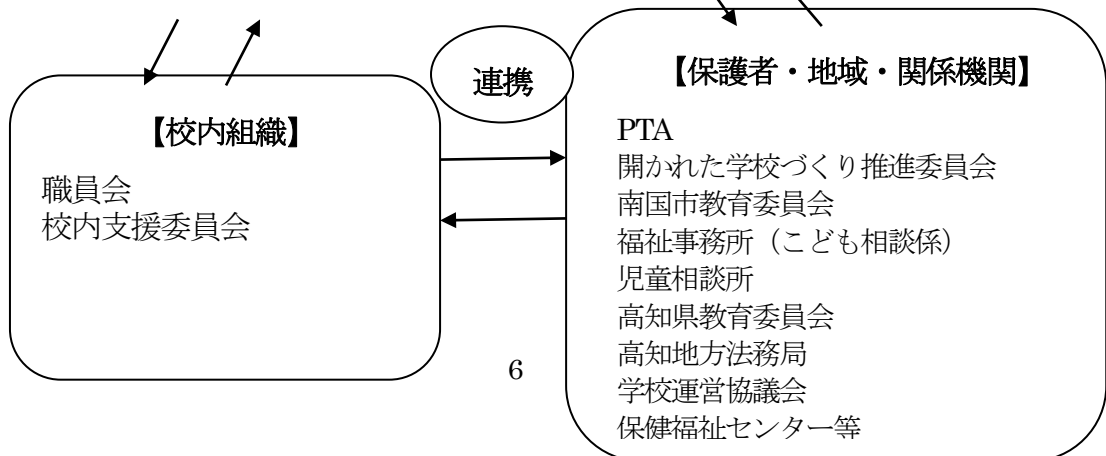 連携
【校内組織】
職員会
校内支援委員会
【保護者・地域・関係機関】
PTA
開かれた学校づくり推進委員会
南国市教育委員会
福祉事務所（こども相談係）
児童相談所
高知県教育委員会
高知地方法務局
学校運営協議会
保健福祉センター等
6